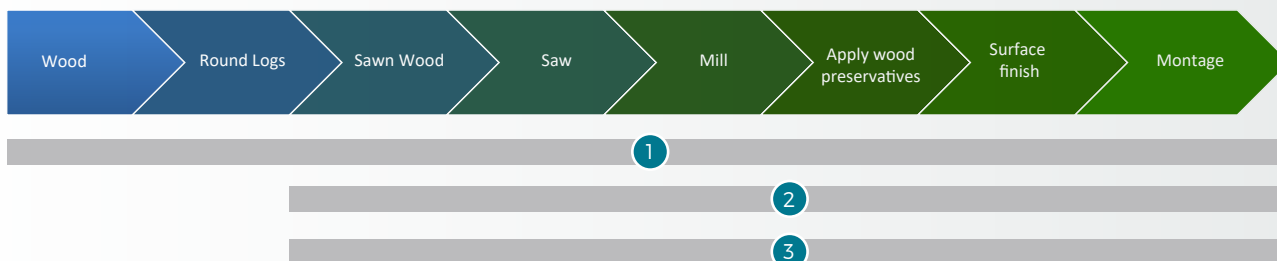 Wood
Round Logs
Sawn Wood
Saw
Mill
Apply wood
preservatives
Surface
finish
Montage
1
2
3